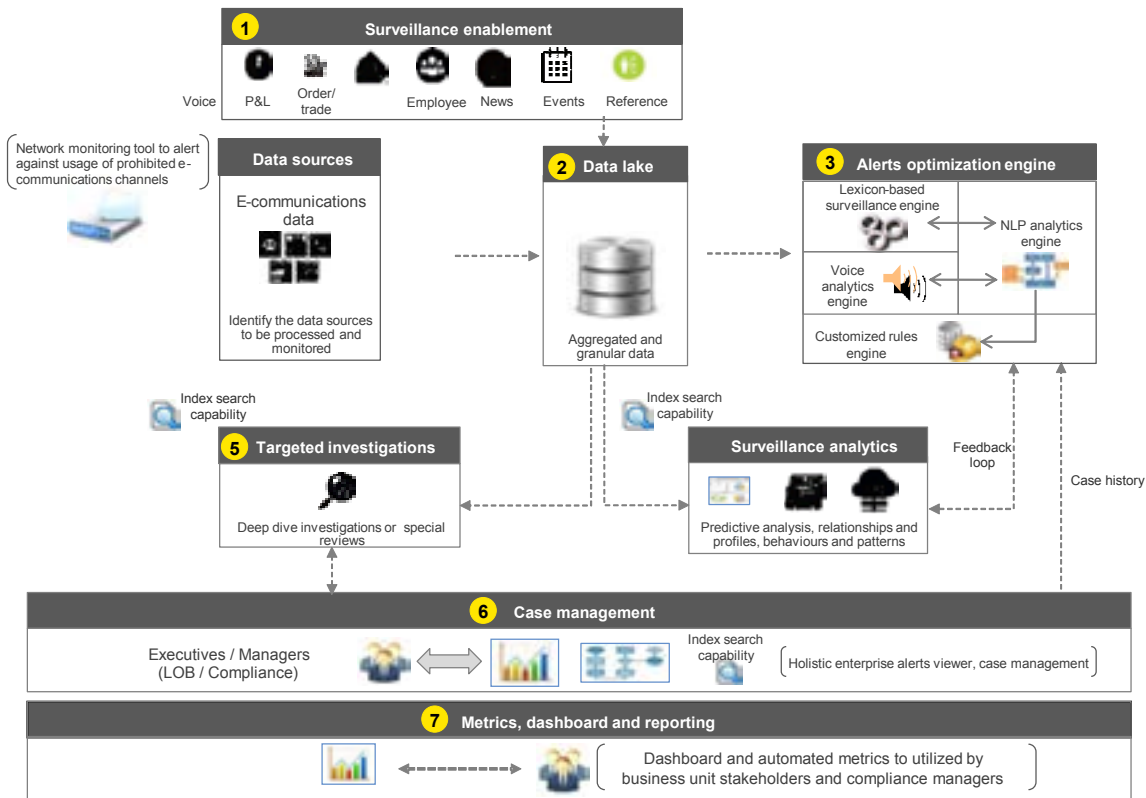 1
Surveillance enablement
Voice
P&L
Order/
trade
Employee
News
Events
Reference
Network monitoring tool to alert
against usage of prohibited e-
communications channels
Data sources
E-communications
data
Identify the data sources
to be processed and
monitored
2
Data lake
Aggregated and
granular data
3
Alerts optimization engine
Lexicon-based
surveillance engine
NLP analytics
engine
Voice
analytics
engine
Customized rules
engine
Index search
capability
5
Targeted investigations
Deep dive investigations or special
reviews
Index search
capability
Surveillance analytics
Predictive analysis, relationships and
profiles, behaviours and patterns
Feedback
loop
Case history
6
Case management
Executives / Managers
(LOB / Compliance)
Index search
capability
Holistic enterprise alerts viewer, case management
7
Metrics, dashboard and reporting
Dashboard and automated metrics to utilized by
business unit stakeholders and compliance managers